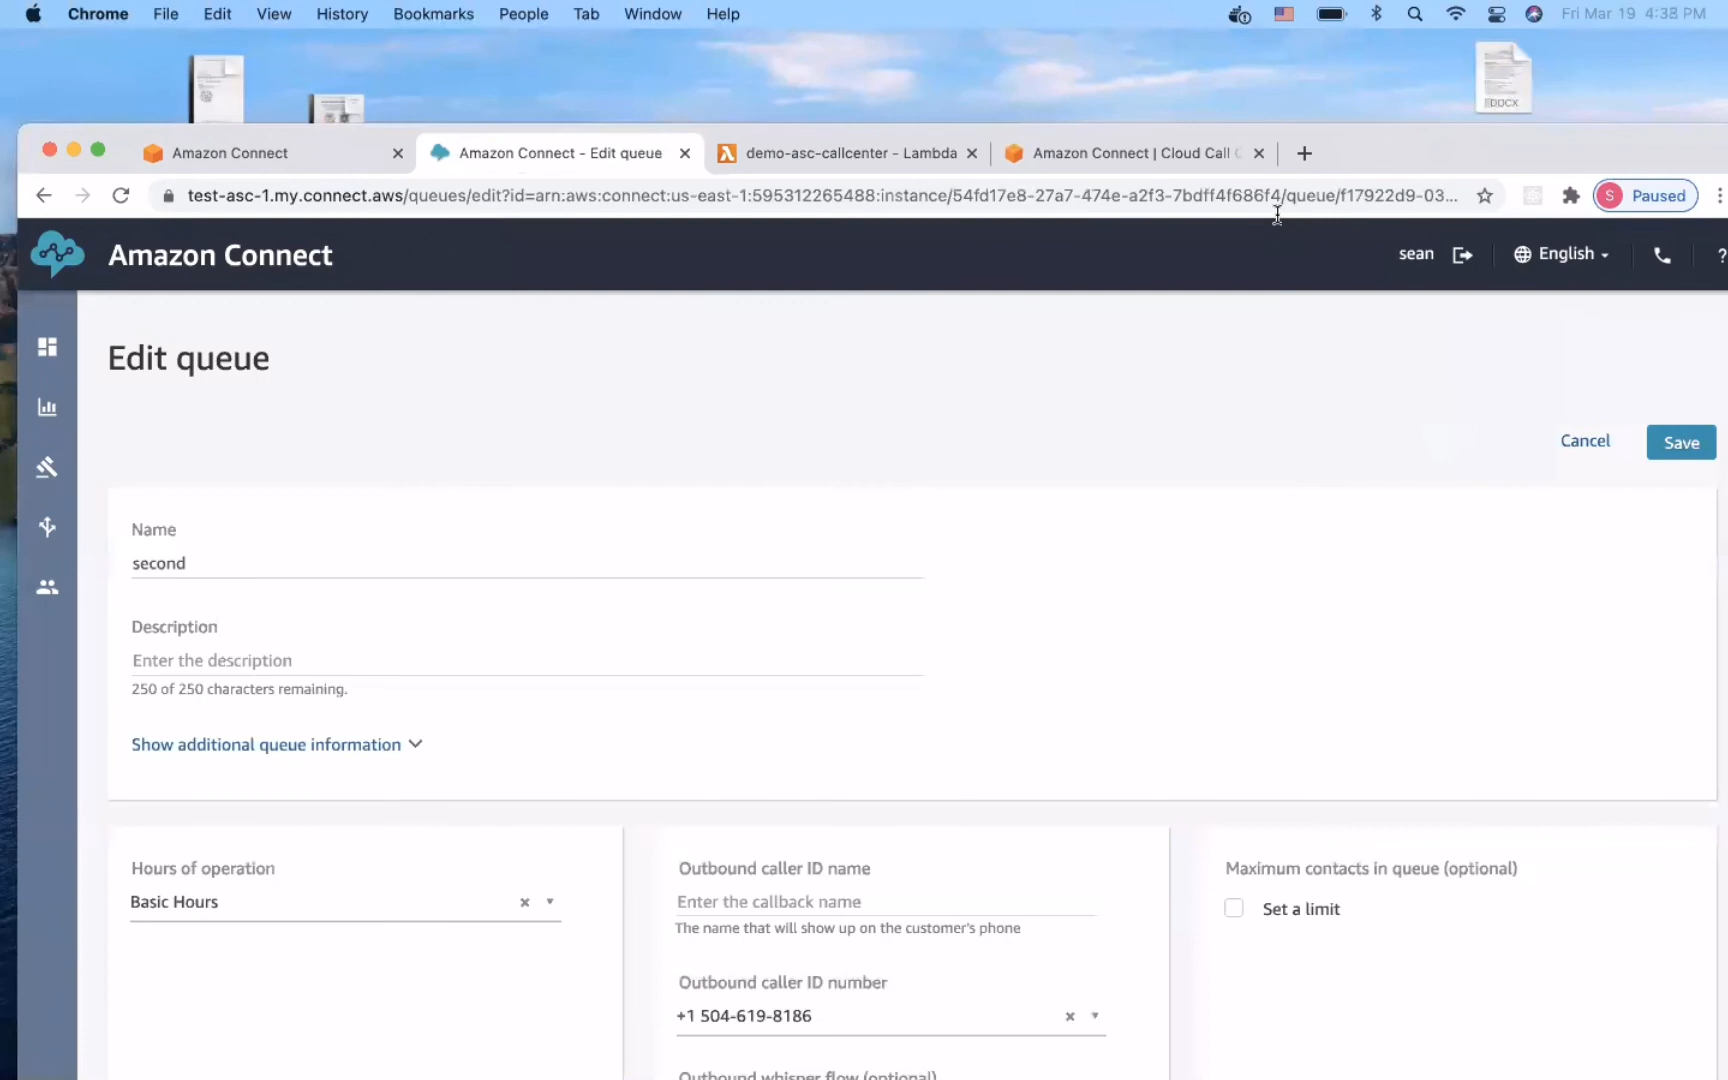 Chrome File Edit View History Bookmarks People Tab Window Help Fri Mar 19 4:38 PM
DOCX
Amazon Connect Amazon Connect - Edit queue demo-asc-callcenter - Lambda Amazon Connect | Cloud Call
test-asc-1.my.connect.aws/queues/edit?id=arn:aws:connect:us-east-1:595312265488:instance/54fd17e8-27a7-474e-a2f3-7bdff4f686f4/queue/f17922d9-03... S Paused
Amazon Connect sean English ?
Edit queue
Cancel Save
Name
second
Description
Enter the description
250 of 250 characters remaining.
Show additional queue information
Hours of operation Outbound caller ID name Maximum contacts in queue (optional)
Basic Hours Enter the callback name Set a limit
The name that will show up on the customer's phone
Outbound caller ID number
+1 504-619-8186
Outbound whisper flow (optional)